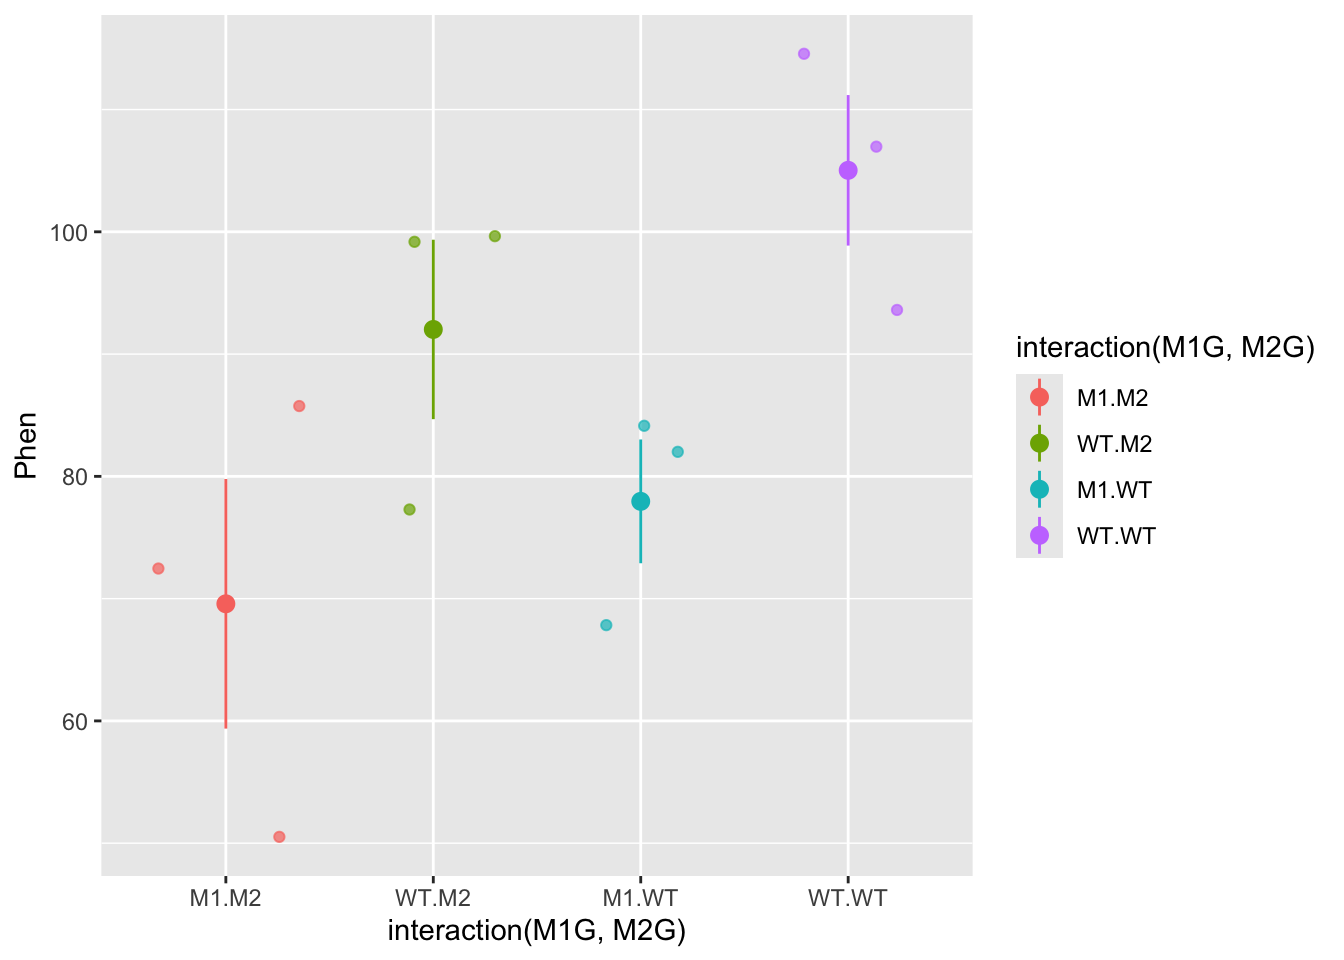 Phen
100
80
60
M1.M2 WT.M2 M1.WT WT.WT
interaction(M1G, M2G)
interaction(M1G, M2G)
M1.M2
WT.M2
M1.WT
WT.WT